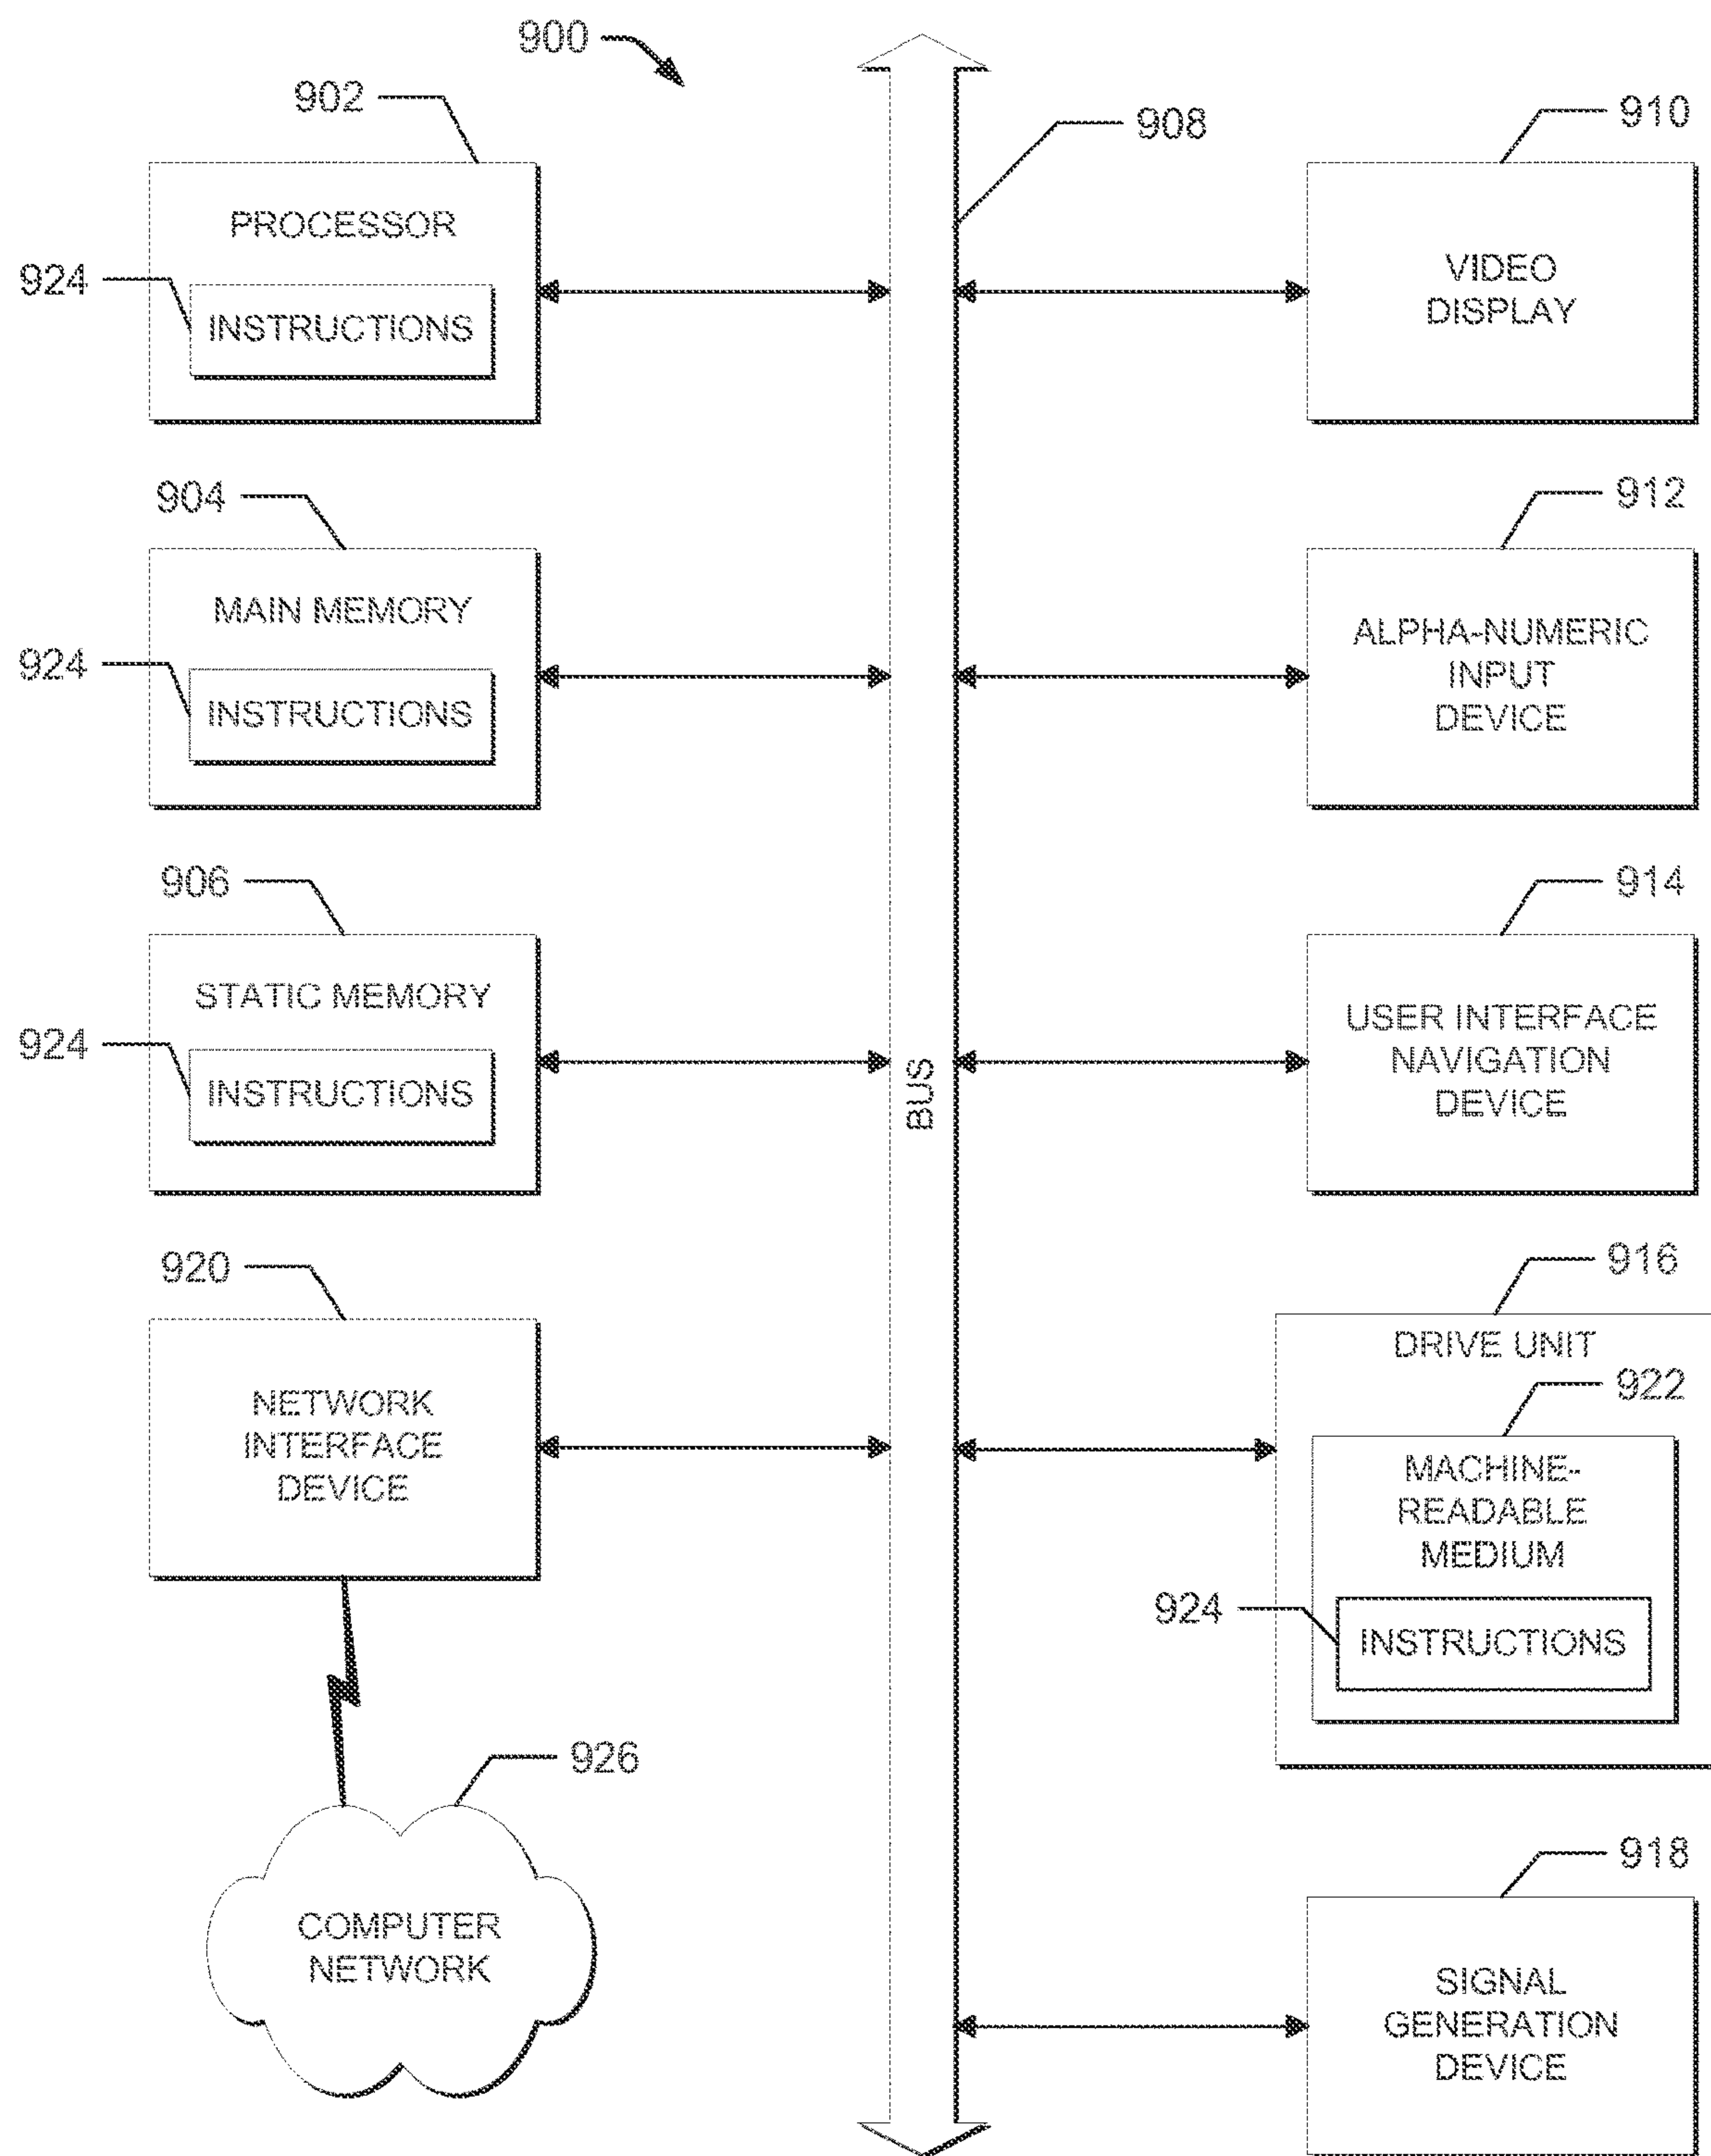 900
902
908
910
PROCESSOR
924
INSTRUCTIONS
VIDEO
DISPLAY
904
912
MAIN MEMORY
924
INSTRUCTIONS
ALPHA-NUMERIC
INPUT
DEVICE
906
914
STATIC MEMORY
924
INSTRUCTIONS
USER INTERFACE
NAVIGATION
DEVICE
BUS
920
916
NETWORK
INTERFACE
DEVICE
DRIVE UNIT
922
MACHINE-
READABLE
MEDIUM
924
INSTRUCTIONS
926
COMPUTER
NETWORK
918
SIGNAL
GENERATION
DEVICE